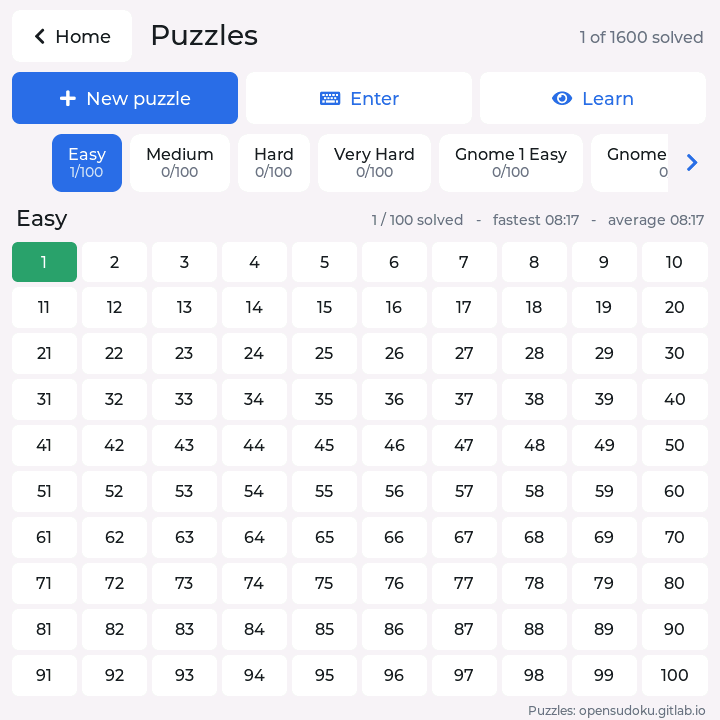 Home Puzzles 1 of 1600 solved
New puzzle Enter Learn
Easy Medium Hard Very Hard Gnome 1 Easy Gnome
1/100 0/100 0/100 0/100 0/100 0
Easy 1 / 100 solved - fastest 08:17 - average 08:17
1 2 3 4 5 6 7 8 9 10
11 12 13 14 15 16 17 18 19 20
21 22 23 24 25 26 27 28 29 30
31 32 33 34 35 36 37 38 39 40
41 42 43 44 45 46 47 48 49 50
51 52 53 54 55 56 57 58 59 60
61 62 63 64 65 66 67 68 69 70
71 72 73 74 75 76 77 78 79 80
81 82 83 84 85 86 87 88 89 90
91 92 93 94 95 96 97 98 99 100
Puzzles: opensudoku.gitlab.io